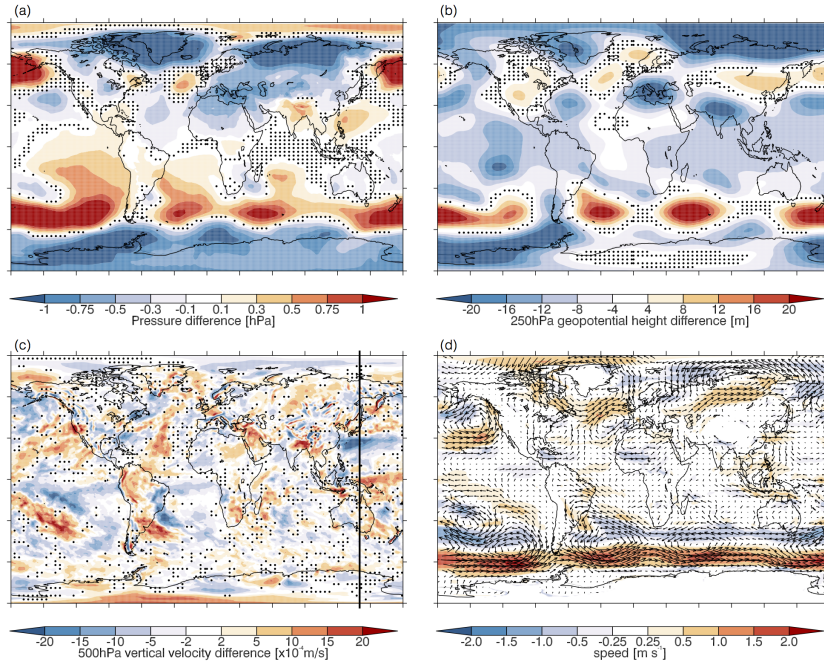 (a)
(b)
-1 -0.75 -0.5 -0.3 -0.1 0.1 0.3 0.5 0.75 1
Pressure difference [hPa]
-20 -16 -12 -8 -4 4 8 12 16 20
250hPa geopotential height difference [m]
(c)
(d)
-20 -15 -10 -5 -2 2 5 10 15 20
500hPa vertical velocity difference [x10⁻⁴m/s]
-2.0 -1.5 -1.0 -0.5 -0.25 0.25 0.5 1.0 1.5 2.0
speed [m s⁻¹]